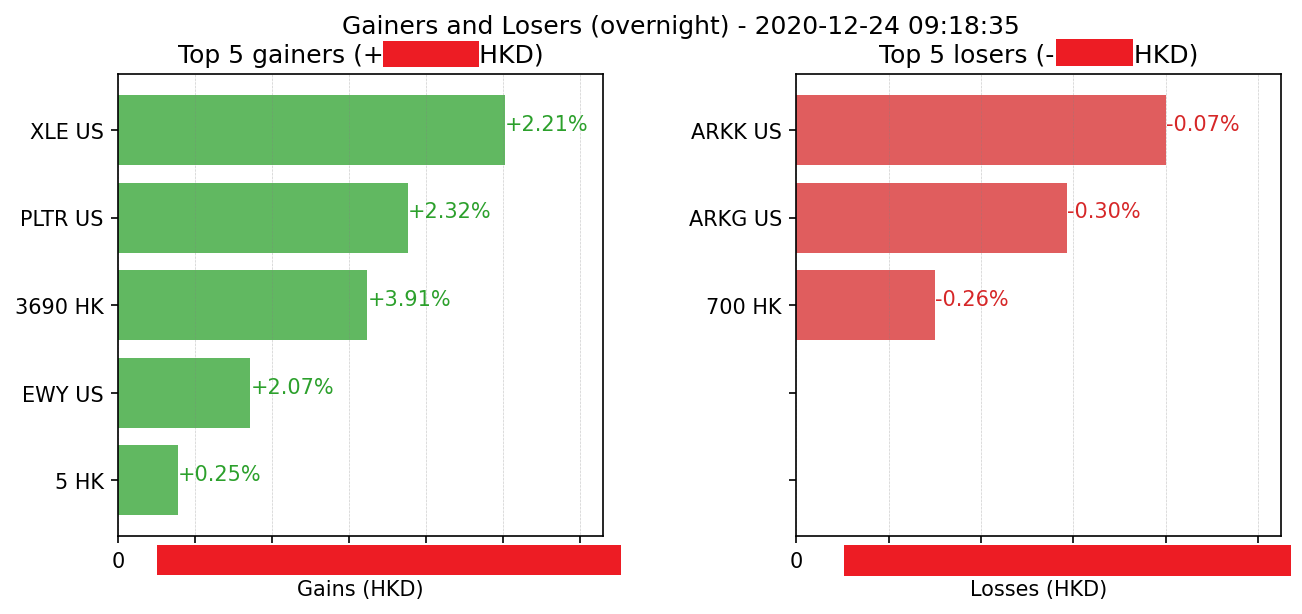 Gainers and Losers (overnight) - 2020-12-24 09:18:35
Top 5 gainers (+ HKD)
XLE US +2.21%
PLTR US +2.32%
3690 HK +3.91%
EWY US +2.07%
5 HK +0.25%
0
Gains (HKD)
Top 5 losers (- HKD)
ARKK US -0.07%
ARKG US -0.30%
700 HK -0.26%
0
Losses (HKD)